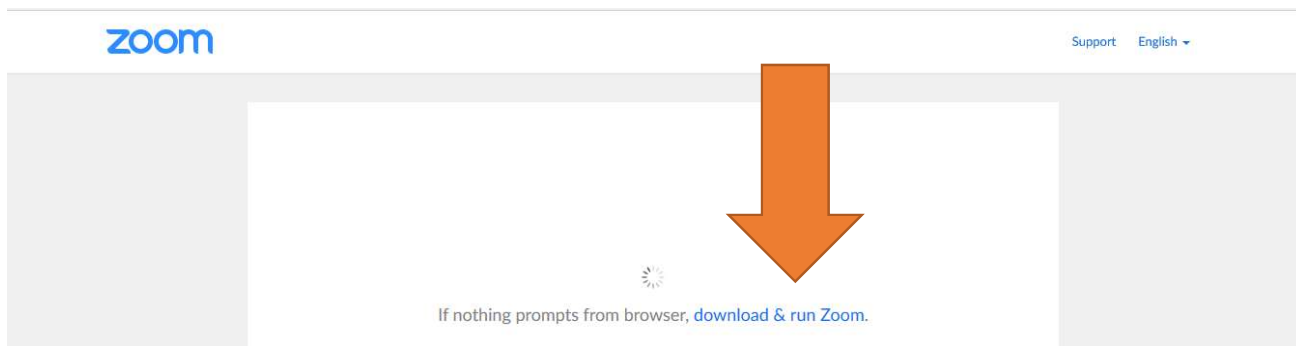 zoom
Support English
If nothing prompts from browser, download & run Zoom.